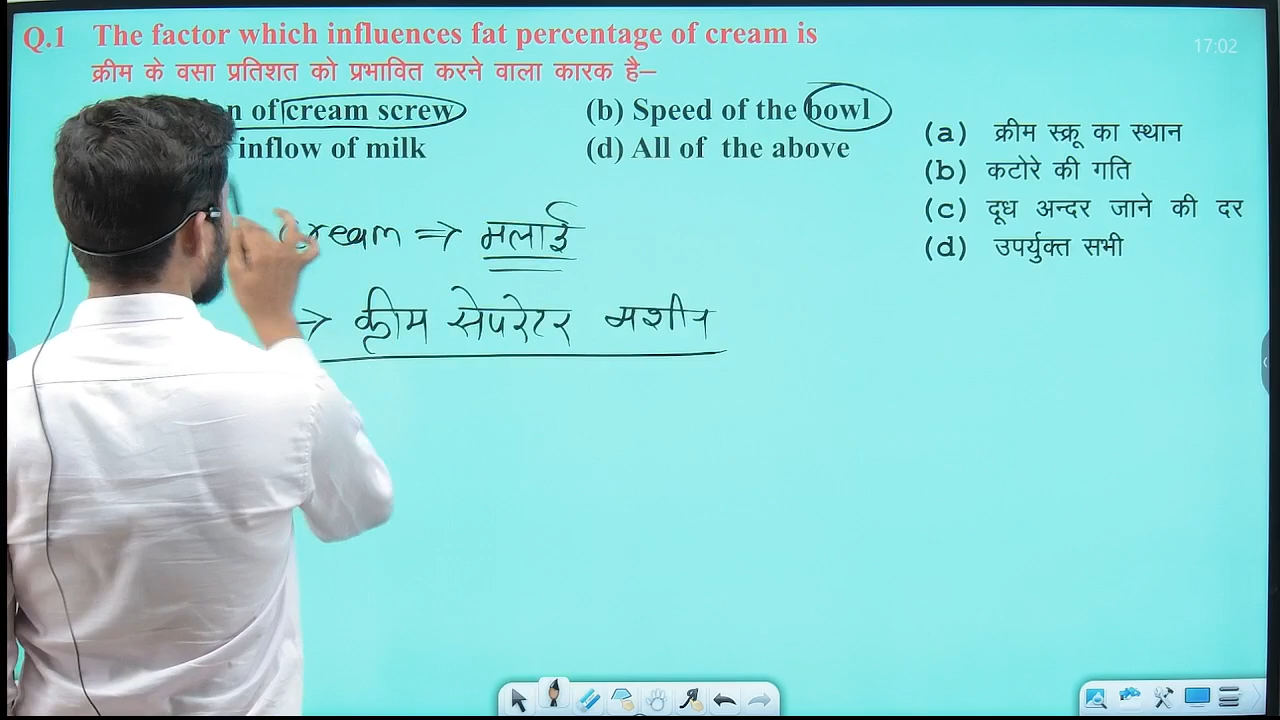 Q.1 The factor which influences fat percentage of cream is
17:02
क्रीम के वसा प्रतिशत को प्रभावित करने वाला कारक है–
of cream screw
(b) Speed of the bowl
inflow of milk
(d) All of the above
(a) क्रीम स्क्रू का स्थान
(b) कटोरे की गति
(c) दूध अन्दर जाने की दर
(d) उपर्युक्त सभी
cream ⇒ मलाई
→ क्रीम सेपरेटर मशीन